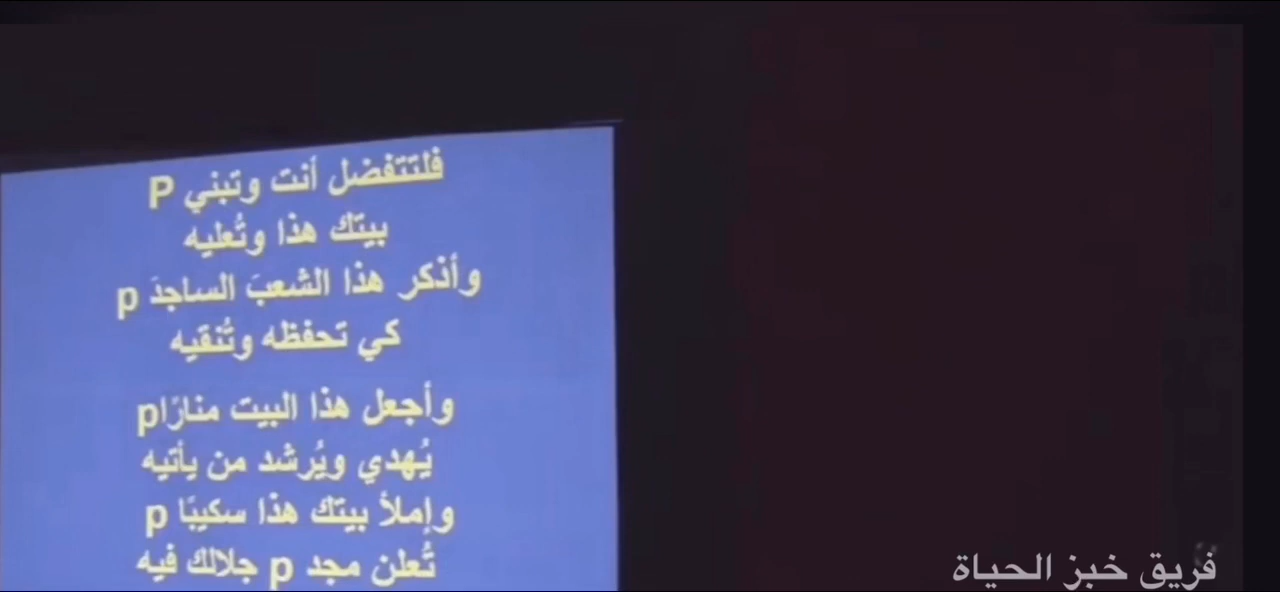 فلتتفضل أنت وتبني P
بيتك هذا وتُعليه
وأذكر هذا الشعبَ الساجدَ p
كي تحفظه وتُنقيه
وأجعل هذا البيت منارًاp
يُهدي ويُرشد من يأتيه
وإملأ بيتك هذا سكيبًا p
تُعلن مجد p جلالك فيه
فريق خبز الحياة